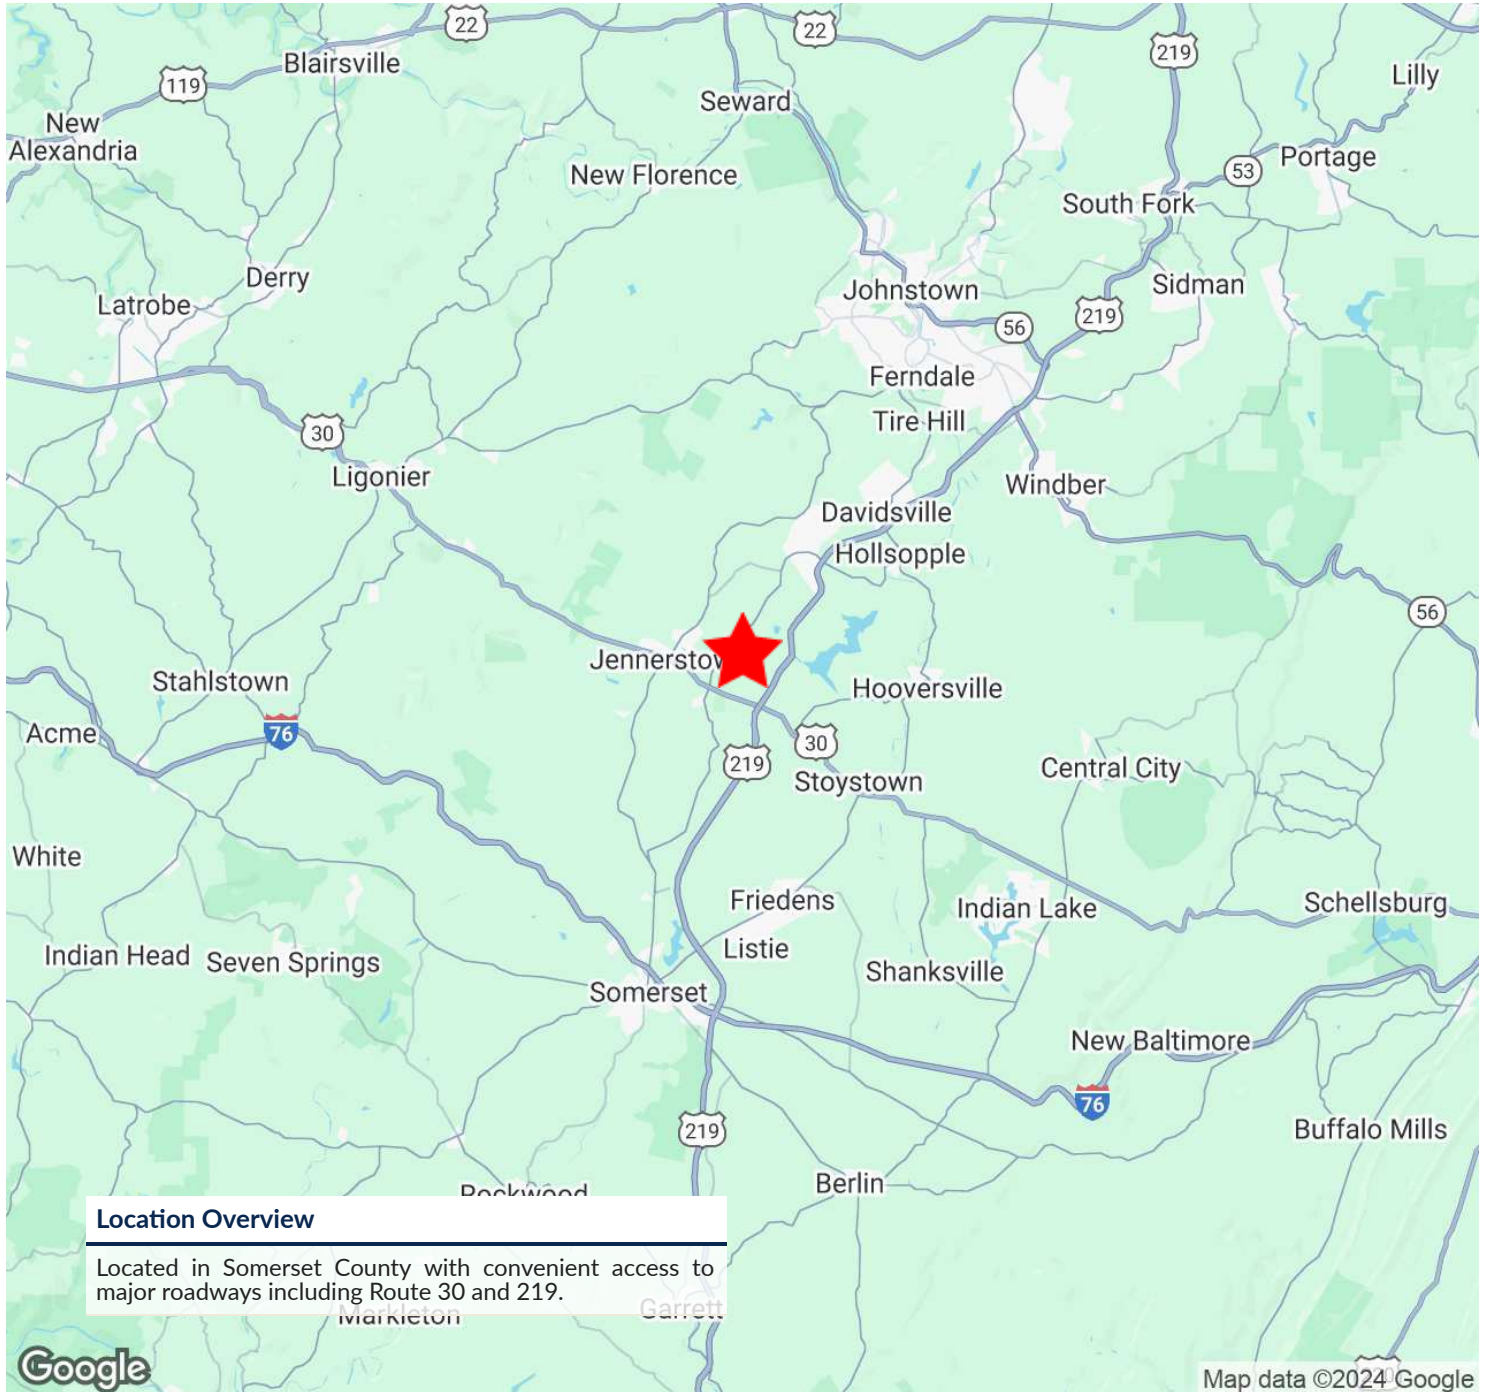 22
22
219
Blairsville
Lilly
119
Seward
New
Alexandria
Portage
53
New Florence
South Fork
Derry
Sidman
Johnstown
Latrobe
219
56
Ferndale
Tire Hill
30
Ligonier
Windber
Davidsville
Hollsopple
56
Jennerstow
Stahlstown
Hooversville
Acme
76
30
219
Central City
Stoystown
White
Friedens
Schellsburg
Indian Lake
Listie
Indian Head
Seven Springs
Shanksville
Somerset
New Baltimore
76
219
Buffalo Mills
Berlin
Rockwood
Location Overview
Located in Somerset County with convenient access to
major roadways including Route 30 and 219.
Garrett
Markleton
Google
Map data ©2024 Google